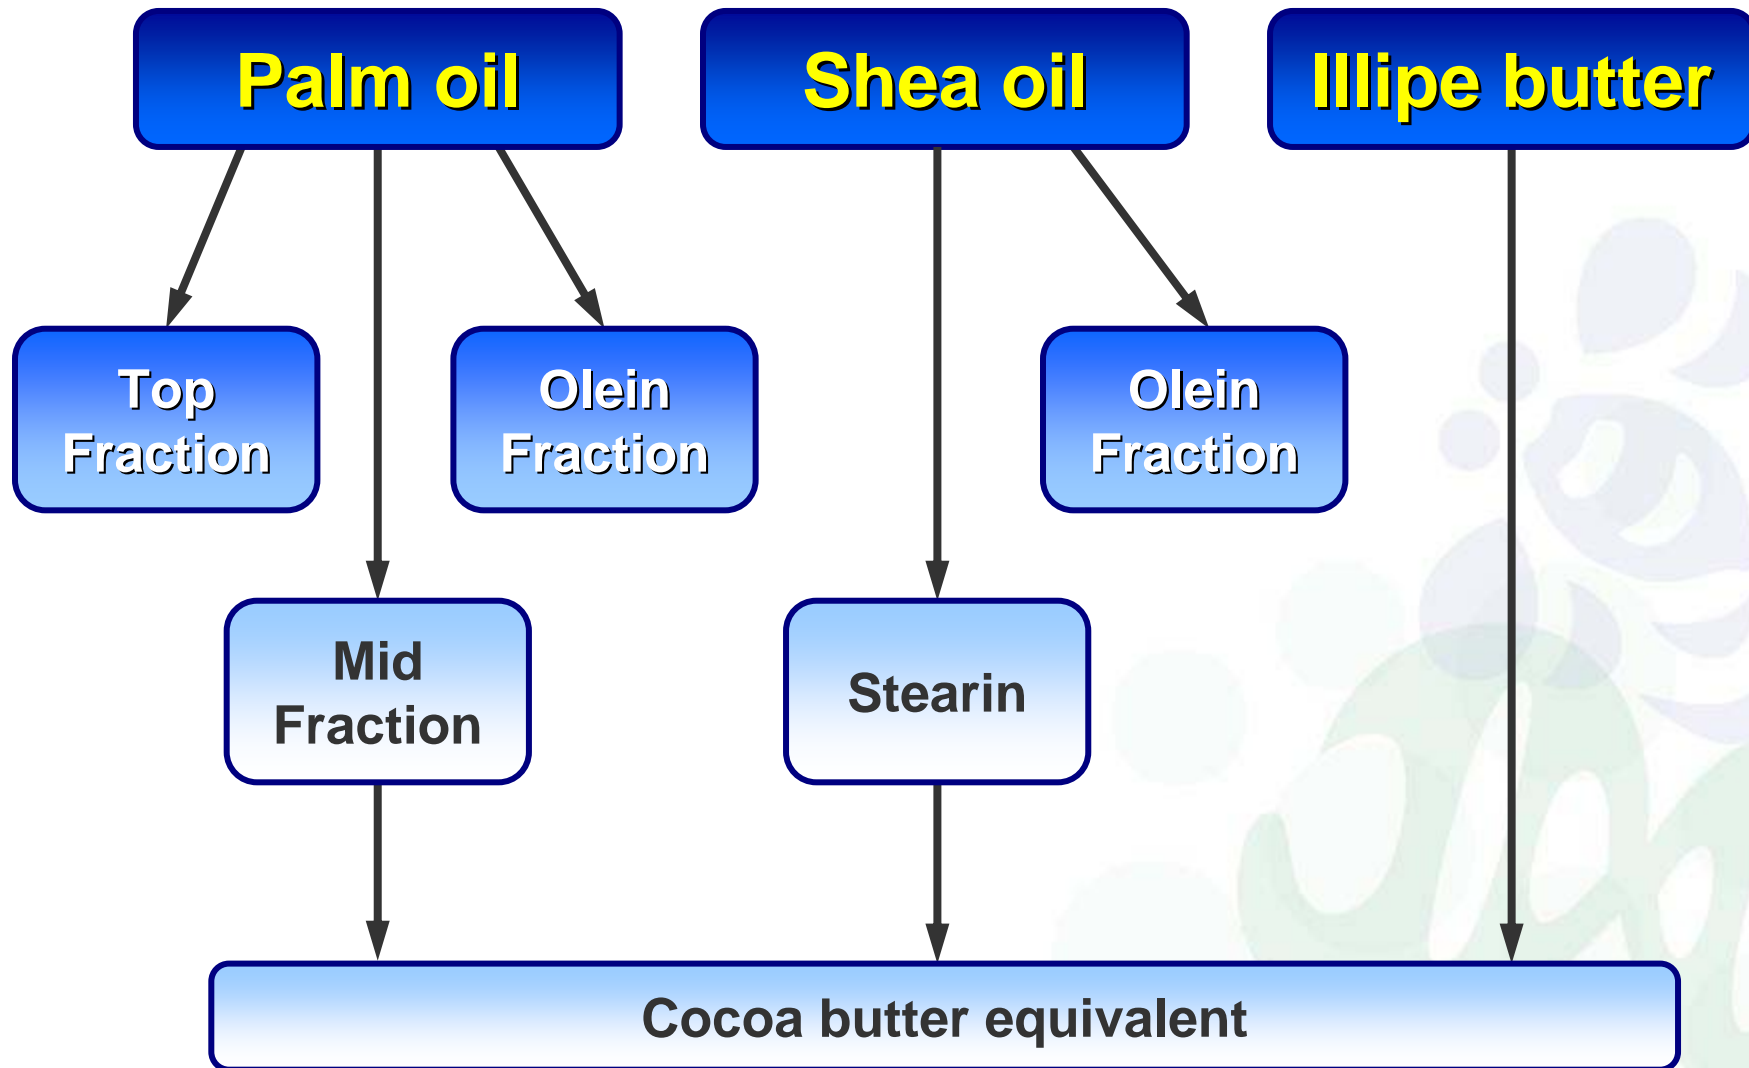 Palm oil
Shea oil
Illipe butter
Top
Fraction
Olein
Fraction
Olein
Fraction
Mid
Fraction
Stearin
Cocoa butter equivalent